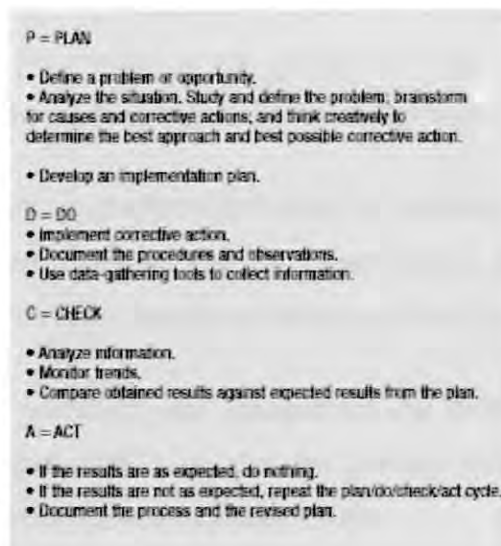 P = PLAN
• Define a problem or opportunity.
• Analyze the situation. Study and define the problem; brainstorm
for causes and corrective actions; and think creatively to
determine the best approach and best possible corrective action.
• Develop an implementation plan.
D = DO
• Implement corrective action.
• Document the procedures and observations.
• Use data-gathering tools to collect information.
C = CHECK
• Analyze information.
• Monitor trends.
• Compare obtained results against expected results from the plan.
A = ACT
• If the results are as expected, do nothing.
• If the results are not as expected, repeat the plan/do/check/act cycle.
• Document the process and the revised plan.